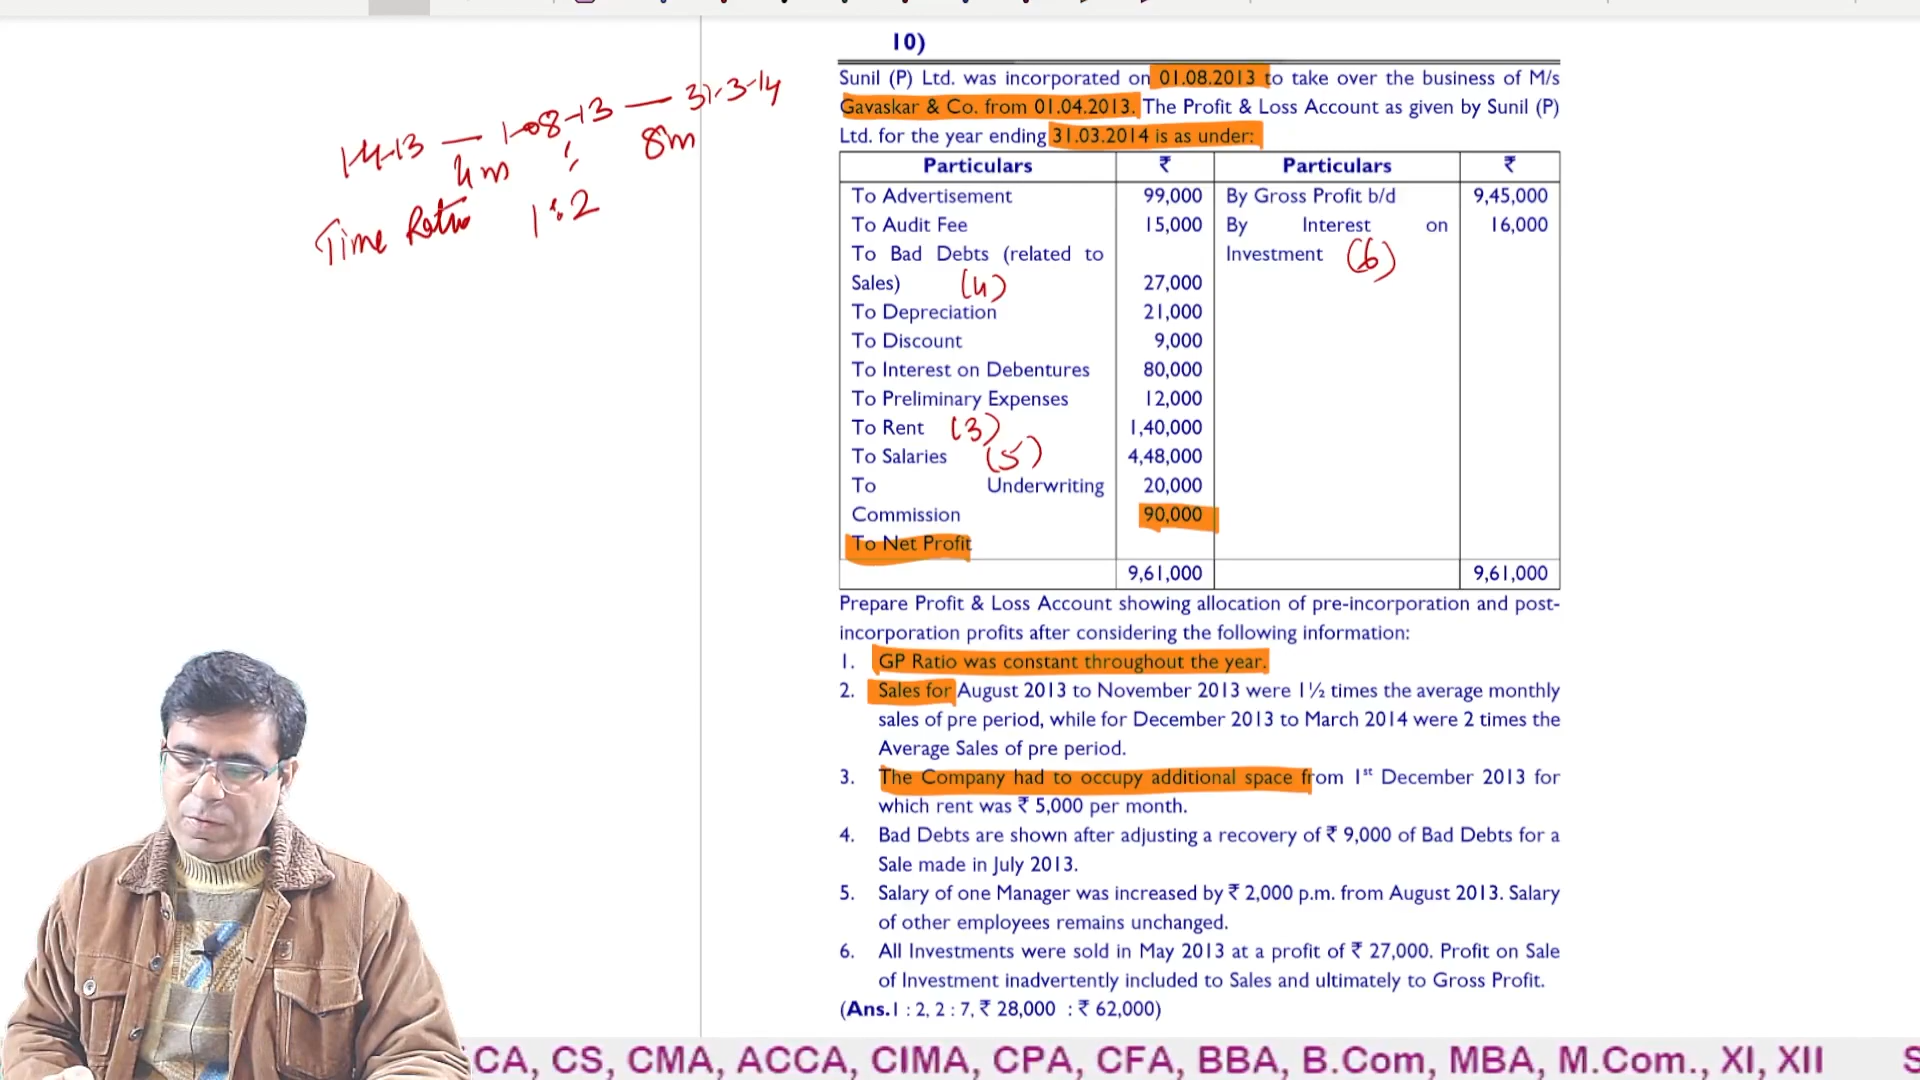 10)
Sunil (P) Ltd. was incorporated on 01.08.2013 to take over the business of M/s
Gavaskar & Co. from 01.04.2013. The Profit & Loss Account as given by Sunil (P)
Ltd. for the year ending 31.03.2014 is as under:
1-4-13 — 1-08-13 — 31-3-14
4m : 8m
Time Ratio 1:2
Particulars ₹ Particulars ₹
To Advertisement 99,000 By Gross Profit b/d 9,45,000
To Audit Fee 15,000 By Interest on 16,000
To Bad Debts (related to Investment (6)
Sales) (4) 27,000
To Depreciation 21,000
To Discount 9,000
To Interest on Debentures 80,000
To Preliminary Expenses 12,000
To Rent (3) 1,40,000
To Salaries (5) 4,48,000
To Underwriting 20,000
Commission 90,000
To Net Profit
9,61,000 9,61,000
Prepare Profit & Loss Account showing allocation of pre-incorporation and post-
incorporation profits after considering the following information:
1. GP Ratio was constant throughout the year.
2. Sales for August 2013 to November 2013 were 1½ times the average monthly
sales of pre period, while for December 2013 to March 2014 were 2 times the
Average Sales of pre period.
3. The Company had to occupy additional space from 1st December 2013 for
which rent was ₹ 5,000 per month.
4. Bad Debts are shown after adjusting a recovery of ₹ 9,000 of Bad Debts for a
Sale made in July 2013.
5. Salary of one Manager was increased by ₹ 2,000 p.m. from August 2013. Salary
of other employees remains unchanged.
6. All Investments were sold in May 2013 at a profit of ₹ 27,000. Profit on Sale
of Investment inadvertently included to Sales and ultimately to Gross Profit.
(Ans.1 : 2, 2 : 7, ₹ 28,000 : ₹ 62,000)
CA, CS, CMA, ACCA, CIMA, CPA, CFA, BBA, B.Com, MBA, M.Com., XI, XII S